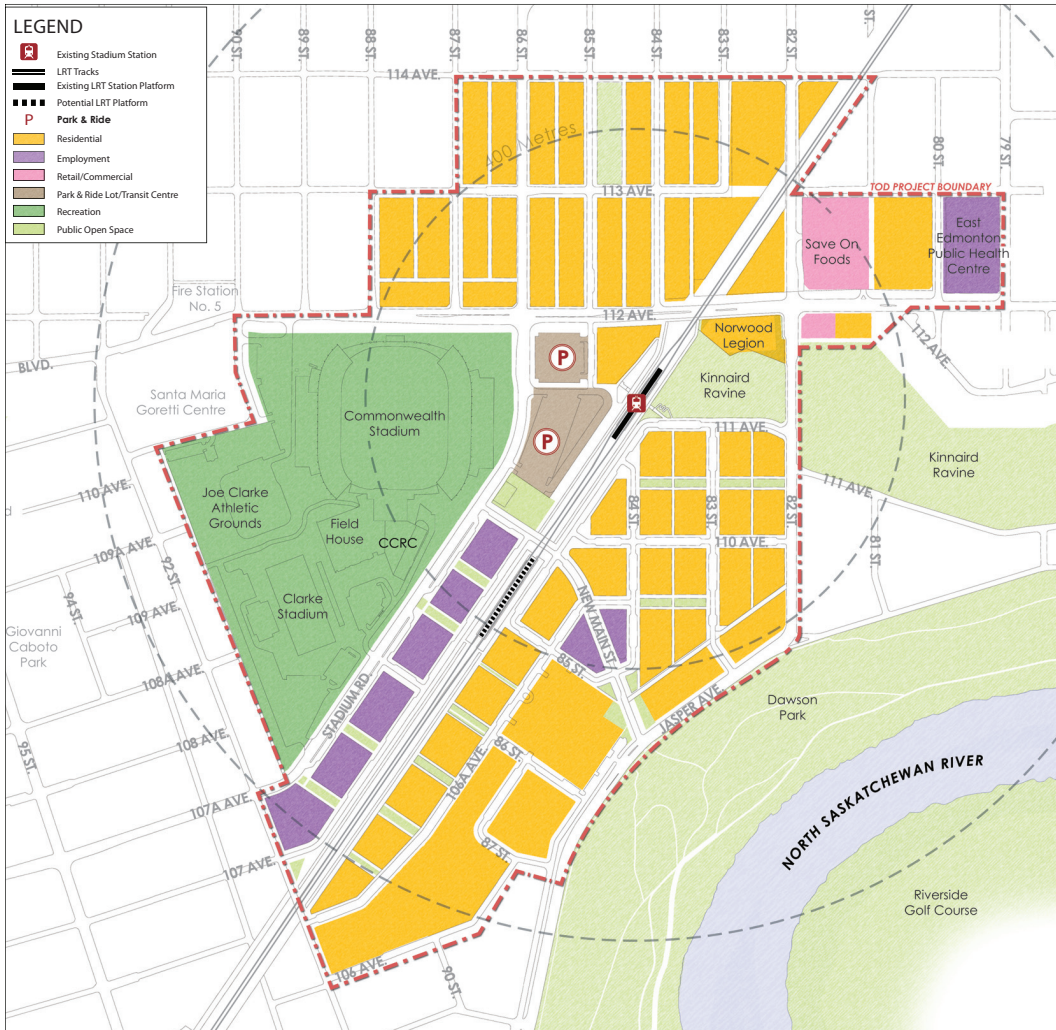 LEGEND
Existing Stadium Station
LRT Tracks
Existing LRT Station Platform
Potential LRT Platform
P Park & Ride
Residential
Employment
Retail/Commercial
Park & Ride Lot/Transit Centre
Recreation
Public Open Space
90 ST.
89 ST.
88 ST.
87 ST.
86 ST.
85 ST.
84 ST.
83 ST.
82 ST.
ST.
80 ST.
79 ST.
114 AVE.
400 Metres
113 AVE.
TOD PROJECT BOUNDARY
Save On
Foods
East
Edmonton
Public Health
Centre
Fire Station
No. 5
112 AVE.
112 AVE.
Norwood
Legion
BLVD.
P
Kinnaird
Ravine
Santa Maria
Goretti Centre
Commonwealth
Stadium
111 AVE.
P
Kinnaird
Ravine
110 AVE.
Joe Clarke
Athletic
Grounds
111 AVE.
84 ST.
83 ST.
82 ST.
Field
House
CCRC
109A AVE.
110 AVE.
81 ST.
92 ST.
94 ST.
Clarke
Stadium
NEW MAIN ST.
109 AVE.
Giovanni
Caboto
Park
85 ST.
108A AVE.
STADIUM RD.
JASPER AVE.
Dawson
Park
108 AVE.
95 ST.
86 ST.
106A AVE.
107A AVE.
NORTH SASKATCHEWAN RIVER
87 ST.
107 AVE.
Riverside
Golf Course
106 AVE.
90 ST.